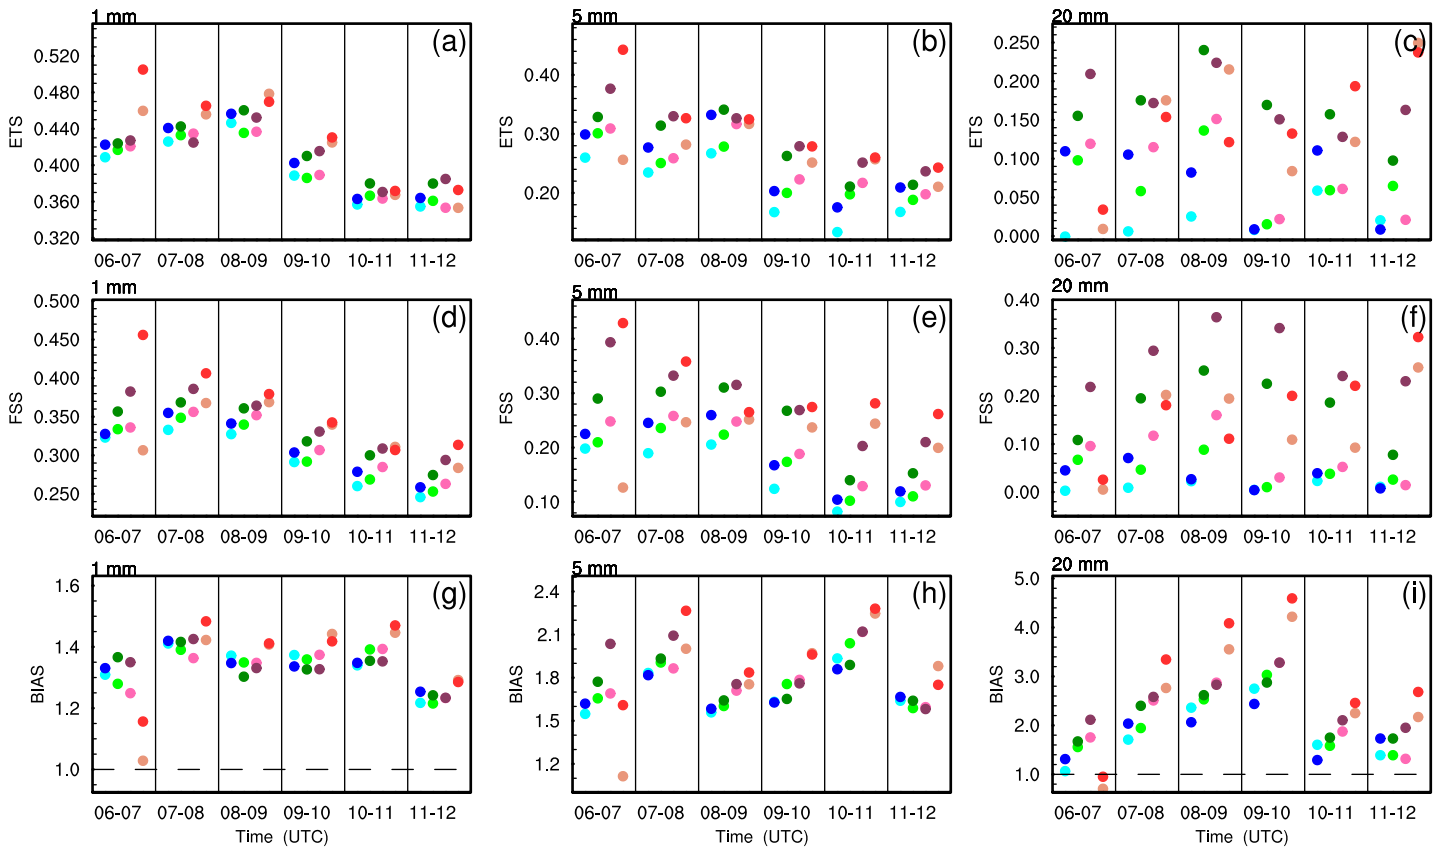 1 mm 5 mm 20 mm
(a) (b) (c)
ETS 0.520 0.480 0.440 0.400 0.360 0.320
ETS 0.40 0.30 0.20
ETS 0.250 0.200 0.150 0.100 0.050 0.000
06-07 07-08 08-09 09-10 10-11 11-12 06-07 07-08 08-09 09-10 10-11 11-12 06-07 07-08 08-09 09-10 10-11 11-12
1 mm 5 mm 20 mm
(d) (e) (f)
FSS 0.500 0.450 0.400 0.350 0.300 0.250
FSS 0.40 0.30 0.20 0.10
FSS 0.40 0.30 0.20 0.10 0.00
06-07 07-08 08-09 09-10 10-11 11-12 06-07 07-08 08-09 09-10 10-11 11-12 06-07 07-08 08-09 09-10 10-11 11-12
1 mm 5 mm 20 mm
(g) (h) (i)
BIAS 1.6 1.4 1.2 1.0
BIAS 2.4 2.1 1.8 1.5 1.2
BIAS 5.0 4.0 3.0 2.0 1.0
06-07 07-08 08-09 09-10 10-11 11-12 06-07 07-08 08-09 09-10 10-11 11-12 06-07 07-08 08-09 09-10 10-11 11-12
Time (UTC) Time (UTC) Time (UTC)